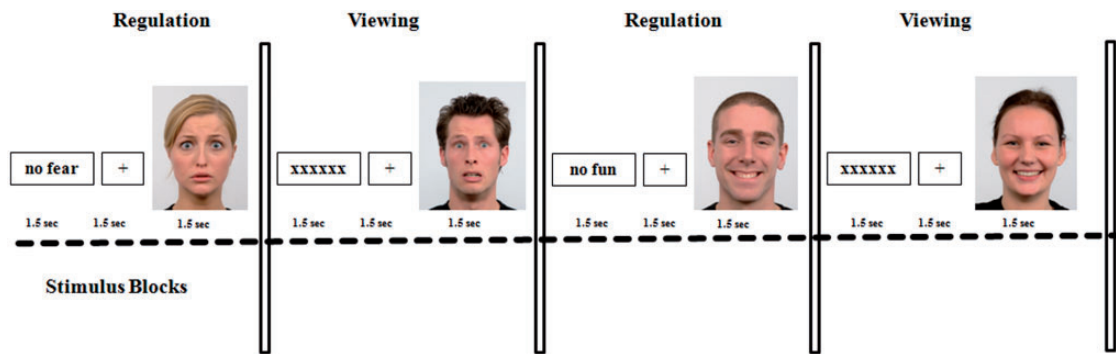 Regulation Viewing Regulation Viewing
no fear + xxxxxx + no fun + xxxxxx +
1.5 sec 1.5 sec 1.5 sec 1.5 sec 1.5 sec 1.5 sec 1.5 sec 1.5 sec 1.5 sec 1.5 sec 1.5 sec 1.5 sec
Stimulus Blocks